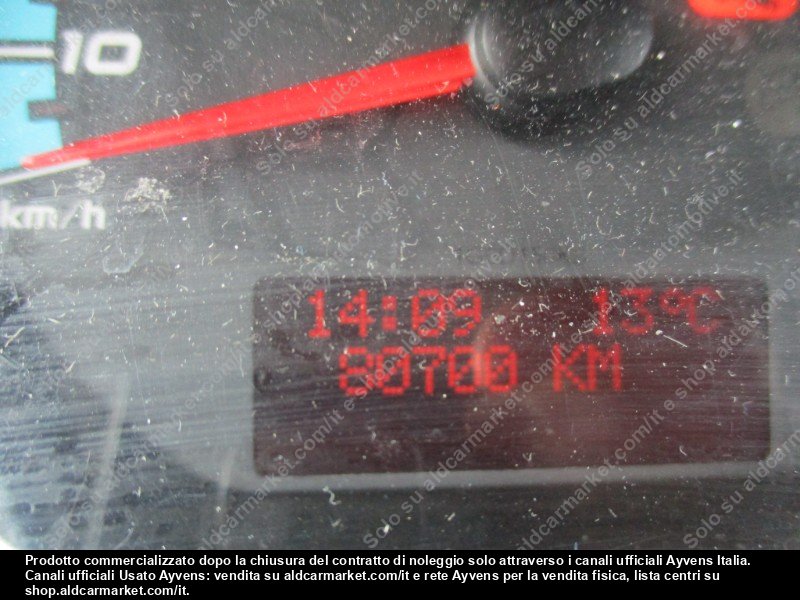 10
km/h
14:09 13°C
80700 KM
Prodotto commercializzato dopo la chiusura del contratto di noleggio solo attraverso i canali ufficiali Ayvens Italia.
Canali ufficiali Usato Ayvens: vendita su aldcarmarket.com/it e rete Ayvens per la vendita fisica, lista centri su
shop.aldcarmarket.com/it.